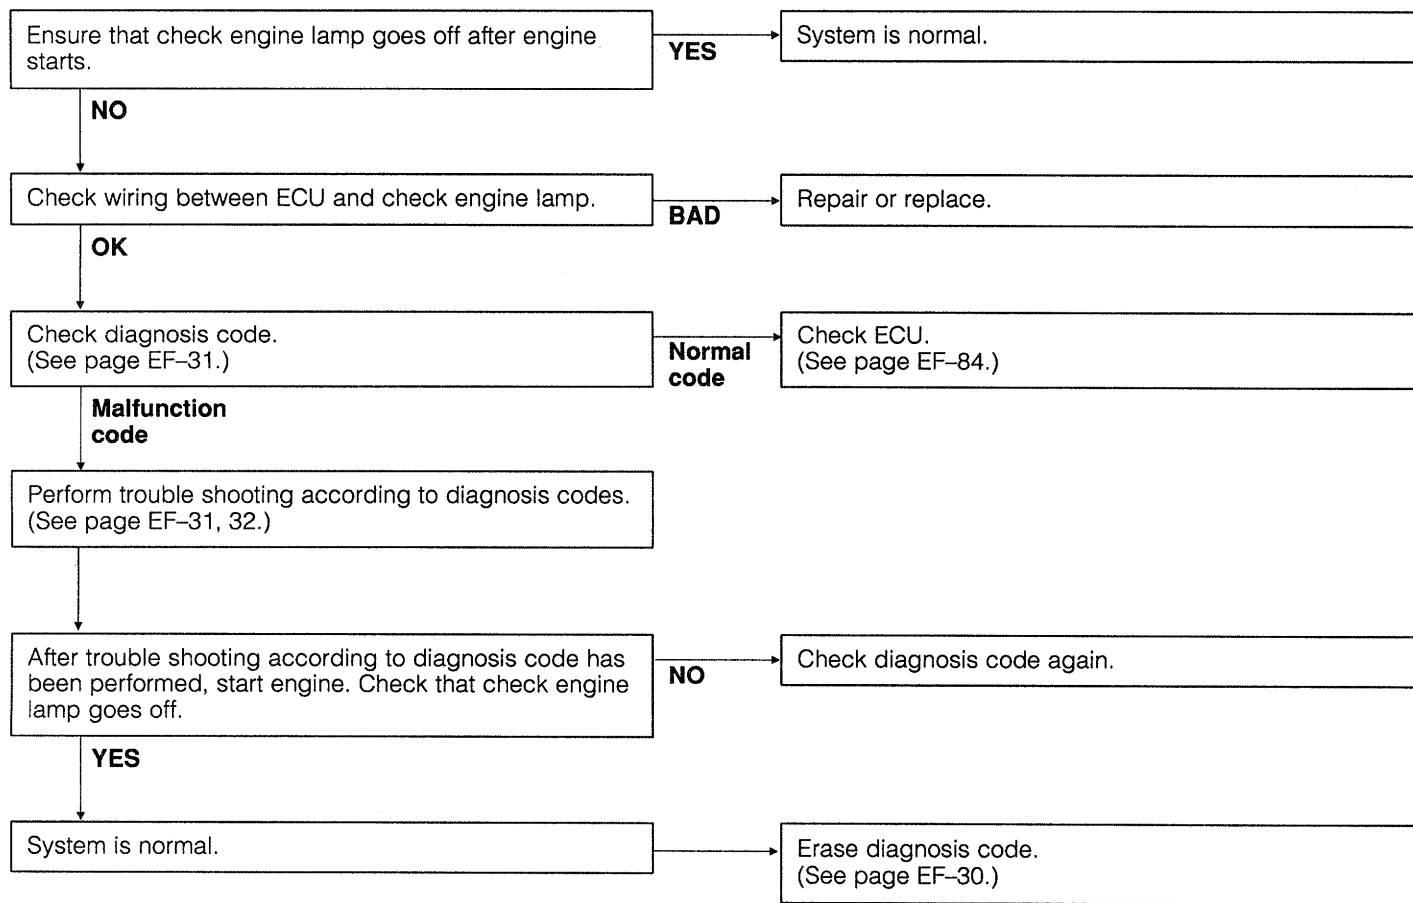 Ensure that check engine lamp goes off after engine
starts.
YES
System is normal.
NO
Check wiring between ECU and check engine lamp.
BAD
Repair or replace.
OK
Check diagnosis code.
(See page EF–31.)
Normal
code
Check ECU.
(See page EF–84.)
Malfunction
code
Perform trouble shooting according to diagnosis codes.
(See page EF–31, 32.)
After trouble shooting according to diagnosis code has
been performed, start engine. Check that check engine
lamp goes off.
NO
Check diagnosis code again.
YES
System is normal.
Erase diagnosis code.
(See page EF–30.)